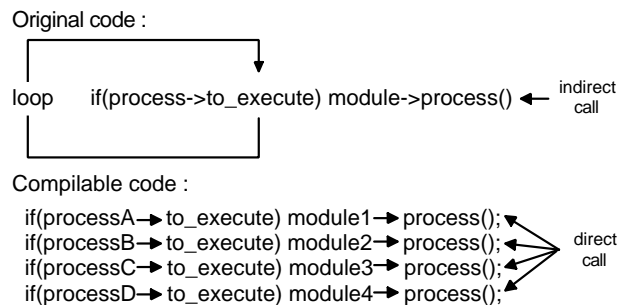 Original code :
loop if(process->to_execute) module->process() indirect call
Compilable code :
if(processA→to_execute) module1→process();
if(processB→to_execute) module2→process();
if(processC→to_execute) module3→process();
if(processD→to_execute) module4→process();
direct call